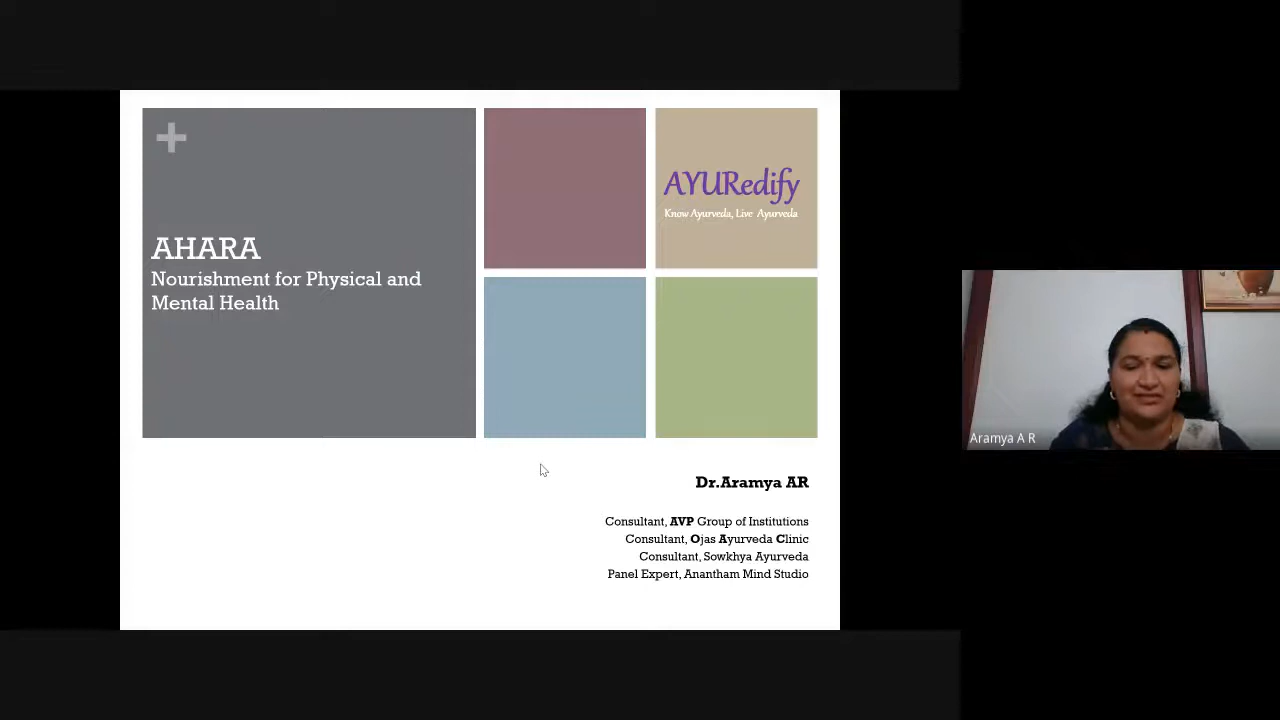 +
AYURedify
Know Ayurveda, Live Ayurveda
AHARA
Nourishment for Physical and
Mental Health
Dr.Aramya AR
Consultant, AVP Group of Institutions
Consultant, Ojas Ayurveda Clinic
Consultant, Sowkhya Ayurveda
Panel Expert, Anantham Mind Studio
Aramya A R